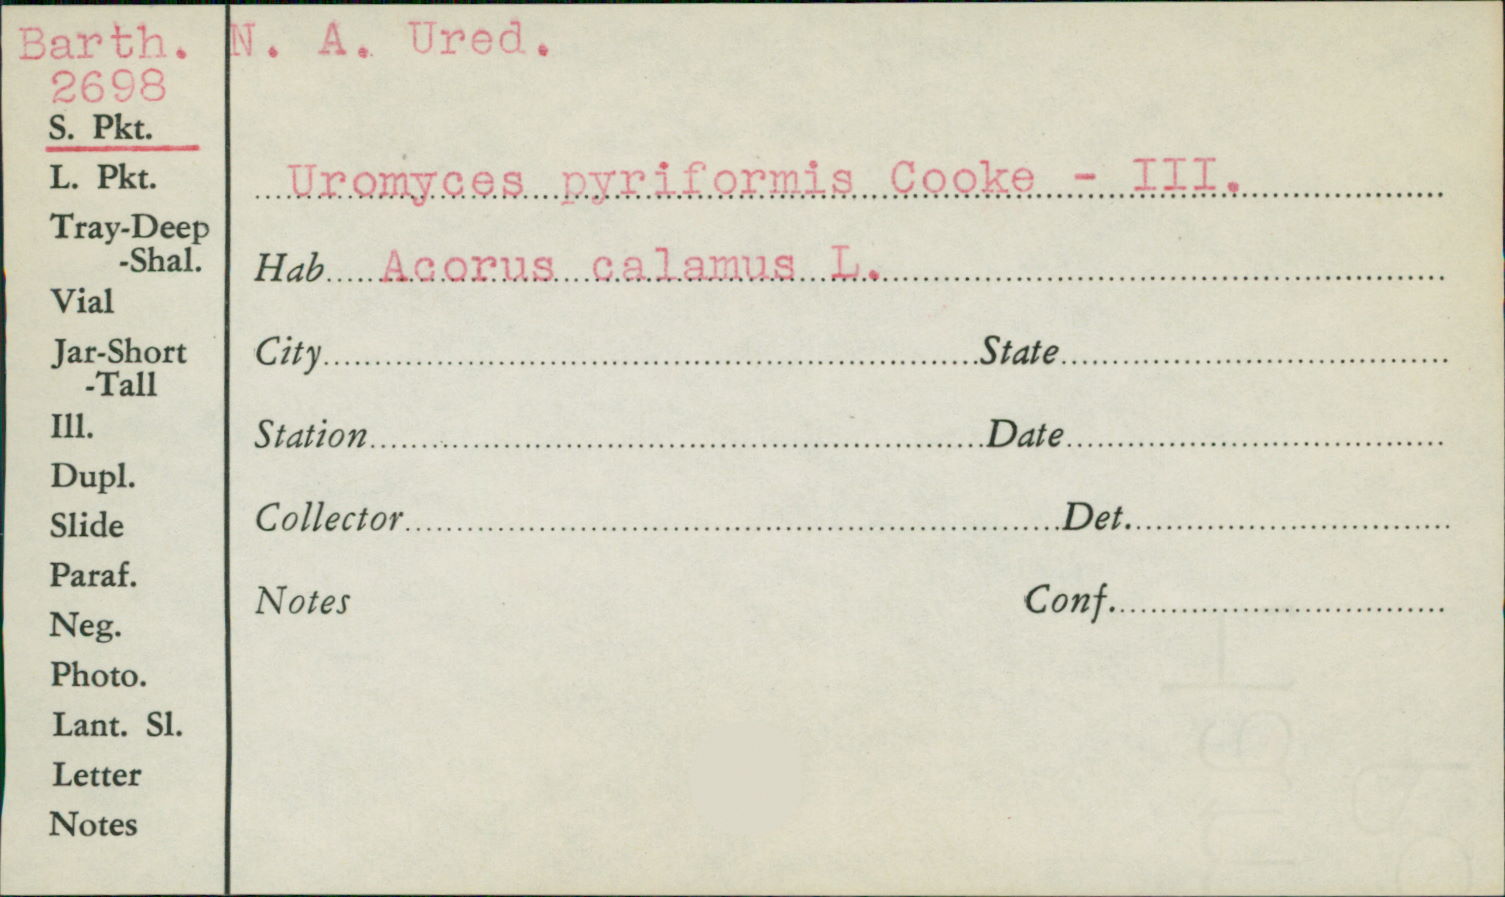 Barth. N. A. Ured.
2698
S. Pkt.
L. Pkt.
Tray-Deep
-Shal.
Vial
Jar-Short
-Tall
Ill.
Dupl.
Slide
Paraf.
Neg.
Photo.
Lant. Sl.
Letter
Notes
Uromyces pyriformis Cooke - III.
Hab Acorus calamus L.
City State
Station Date
Collector Det.
Notes Conf.